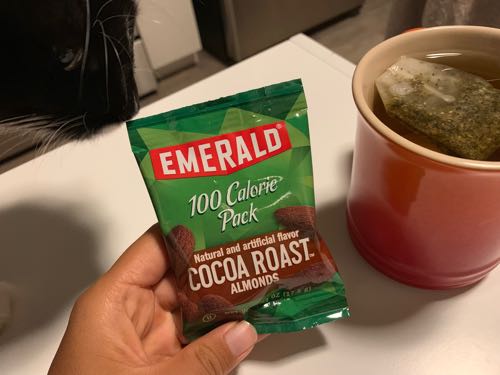 EMERALD
100 Calorie
Pack
Natural and artificial flavor
COCOA ROAST
ALMONDS